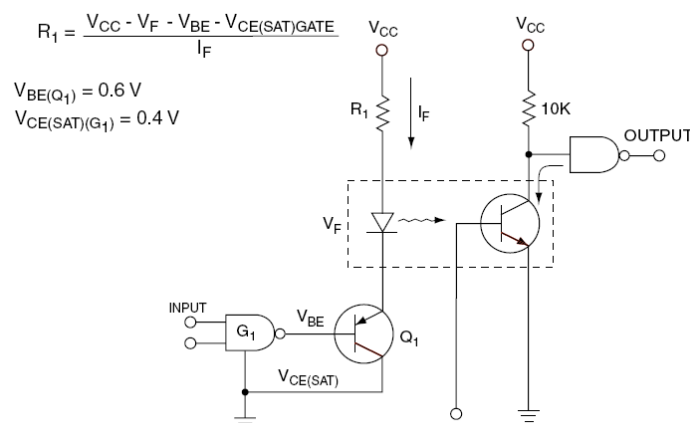 R1 = VCC - VF - VBE - VCE(SAT)GATE
IF
VBE(Q1) = 0.6 V
VCE(SAT)(G1) = 0.4 V
VCC
VCC
R1
IF
10K
OUTPUT
VF
INPUT
G1
VBE
Q1
VCE(SAT)